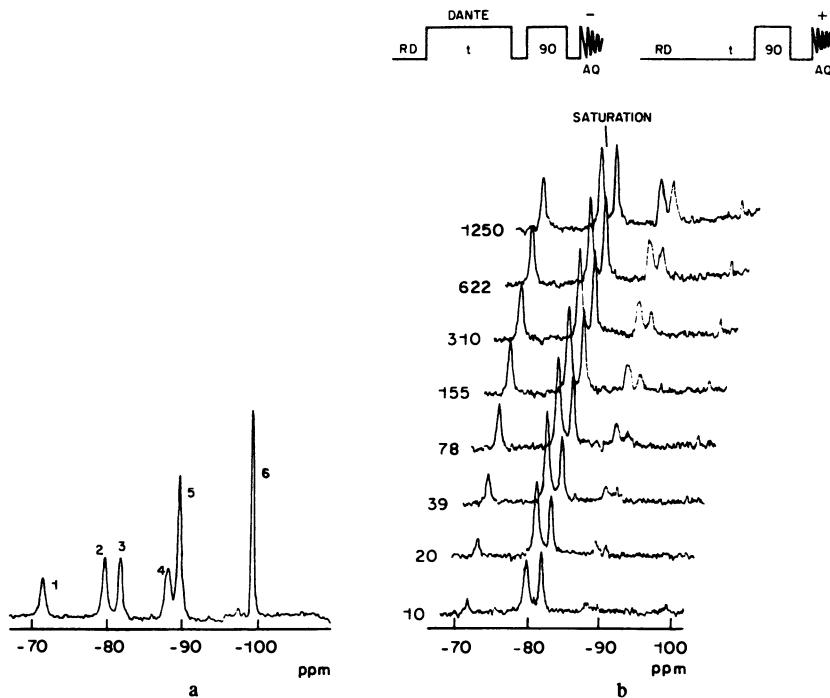 DANTE
RD t 90 −
AQ
RD t 90 +
AQ
SATURATION
1250
622
310
155
78
39
20
10
-70 -80 -90 -100
ppm
b
1 2 3 4 5 6
-70 -80 -90 -100
ppm
a